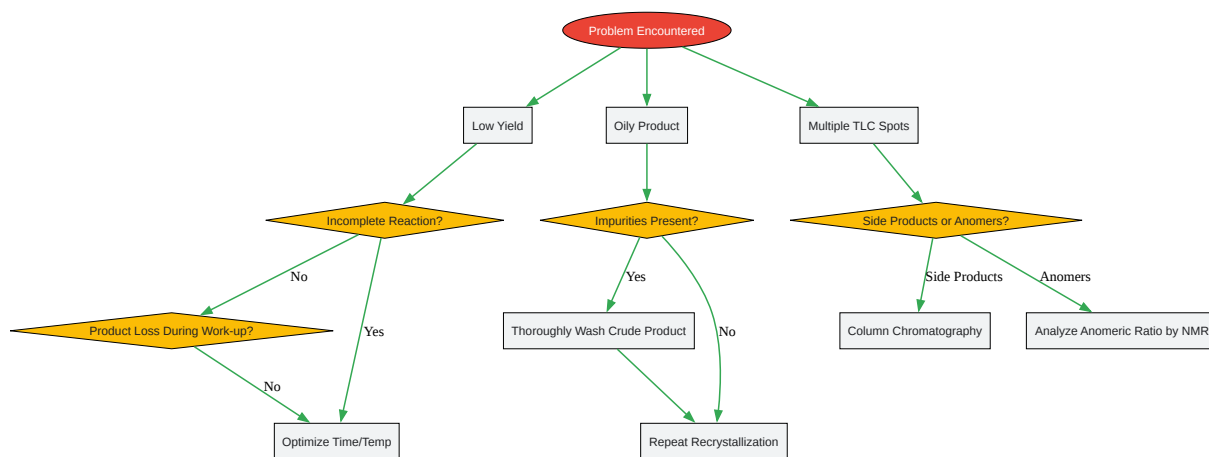 Problem Encountered
Low Yield
Oily Product
Multiple TLC Spots
Incomplete Reaction?
Impurities Present?
Side Products or Anomers?
No
Yes
Side Products
Anomers
Product Loss During Work-up?
Yes
Thoroughly Wash Crude Product
No
Column Chromatography
Analyze Anomeric Ratio by NMR
No
Optimize Time/Temp
Repeat Recrystallization